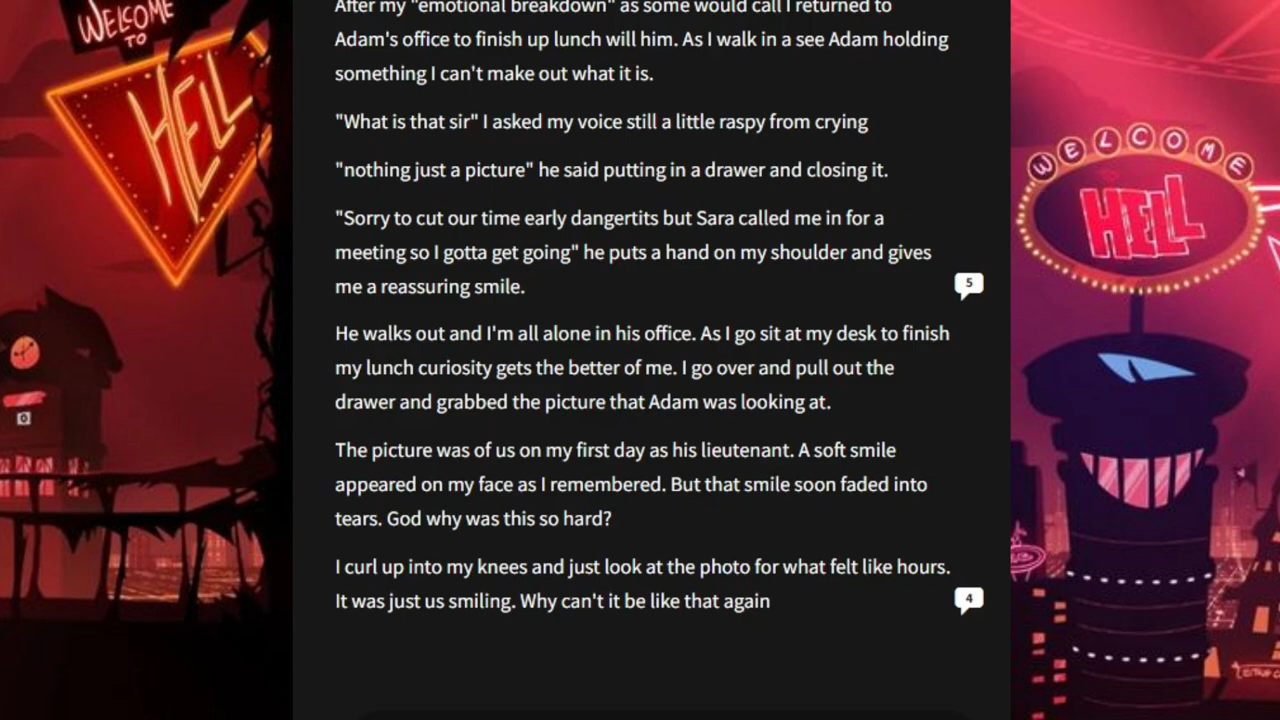 WELCOME
TO
HELL
After my "emotional breakdown" as some would call I returned to
Adam's office to finish up lunch will him. As I walk in a see Adam holding
something I can't make out what it is.
"What is that sir" I asked my voice still a little raspy from crying
"nothing just a picture" he said putting in a drawer and closing it.
"Sorry to cut our time early dangertits but Sara called me in for a
meeting so I gotta get going" he puts a hand on my shoulder and gives
me a reassuring smile.
5
He walks out and I'm all alone in his office. As I go sit at my desk to finish
my lunch curiosity gets the better of me. I go over and pull out the
drawer and grabbed the picture that Adam was looking at.
The picture was of us on my first day as his lieutenant. A soft smile
appeared on my face as I remembered. But that smile soon faded into
tears. God why was this so hard?
I curl up into my knees and just look at the photo for what felt like hours.
It was just us smiling. Why can't it be like that again
4
WELCOME
HELL